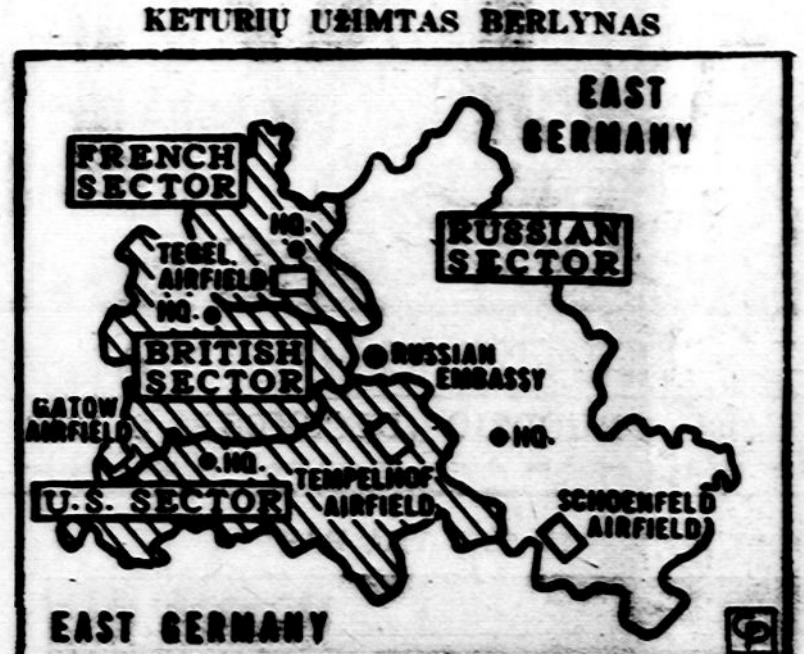 KETURIŲ UŽIMTAS BERLYNAS
EAST
GERMANY
FRENCH
SECTOR
HQ.
RUSSIAN
SECTOR
TEGEL
AIRFIELD
HQ.
BRITISH
SECTOR
RUSSIAN
EMBASSY
GATOW
AIRFIELD
HQ.
HQ.
TEMPELHOF
AIRFIELD
U.S. SECTOR
SCHOENFELD
AIRFIELD
EAST GERMANY
CP